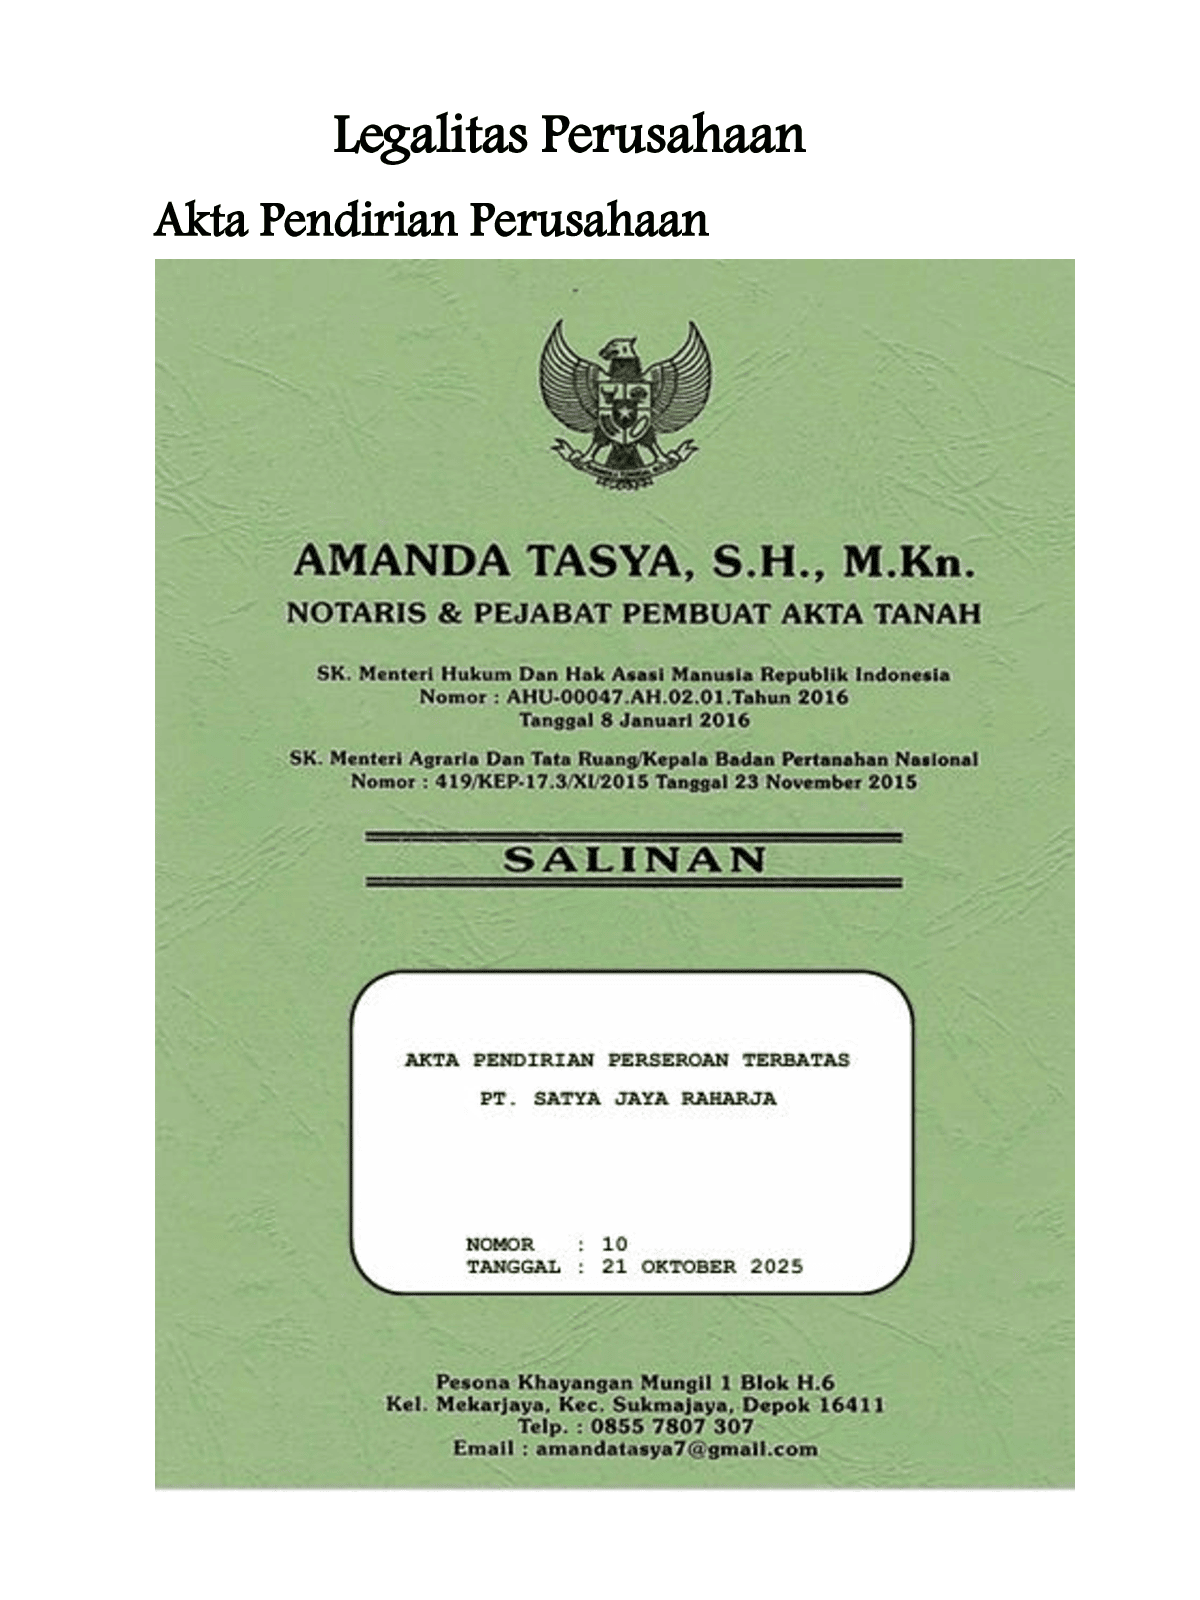 Legalitas Perusahaan
Akta Pendirian Perusahaan
AMANDA TASYA, S.H., M.Kn.
NOTARIS & PEJABAT PEMBUAT AKTA TANAH
SK. Menteri Hukum Dan Hak Asasi Manusia Republik Indonesia
Nomor : AHU-00047.AH.02.01.Tahun 2016
Tanggal 8 Januari 2016
SK. Menteri Agraria Dan Tata Ruang/Kepala Badan Pertanahan Nasional
Nomor : 419/KEP-17.3/XI/2015 Tanggal 23 November 2015
SALINAN
AKTA PENDIRIAN PERSEROAN TERBATAS
PT. SATYA JAYA RAHARJA
NOMOR : 10
TANGGAL : 21 OKTOBER 2025
Pesona Khayangan Mungil 1 Blok H.6
Kel. Mekarjaya, Kec. Sukmajaya, Depok 16411
Telp. : 0855 7807 307
Email : amandatasya7@gmail.com